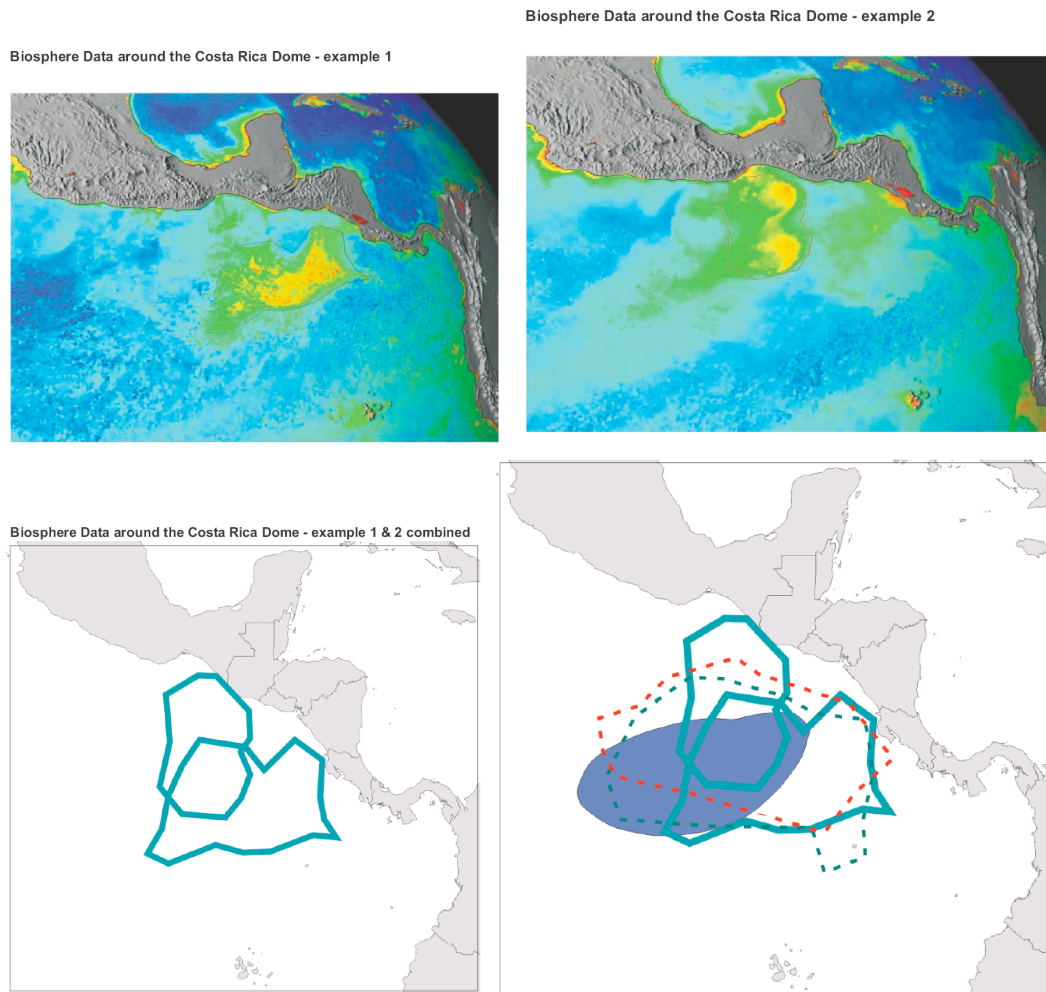 Biosphere Data around the Costa Rica Dome - example 1
Biosphere Data around the Costa Rica Dome - example 2
Biosphere Data around the Costa Rica Dome - example 1 & 2 combined